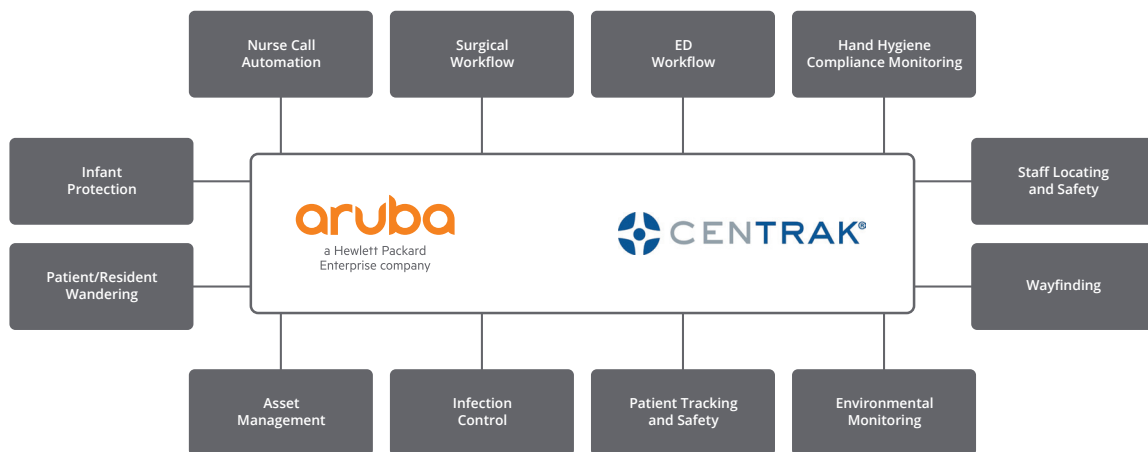 Nurse Call
Automation
Surgical
Workflow
ED
Workflow
Hand Hygiene
Compliance Monitoring
Infant
Protection
Staff Locating
and Safety
aruba
a Hewlett Packard
Enterprise company
CENTRAK®
Patient/Resident
Wandering
Wayfinding
Asset
Management
Infection
Control
Patient Tracking
and Safety
Environmental
Monitoring